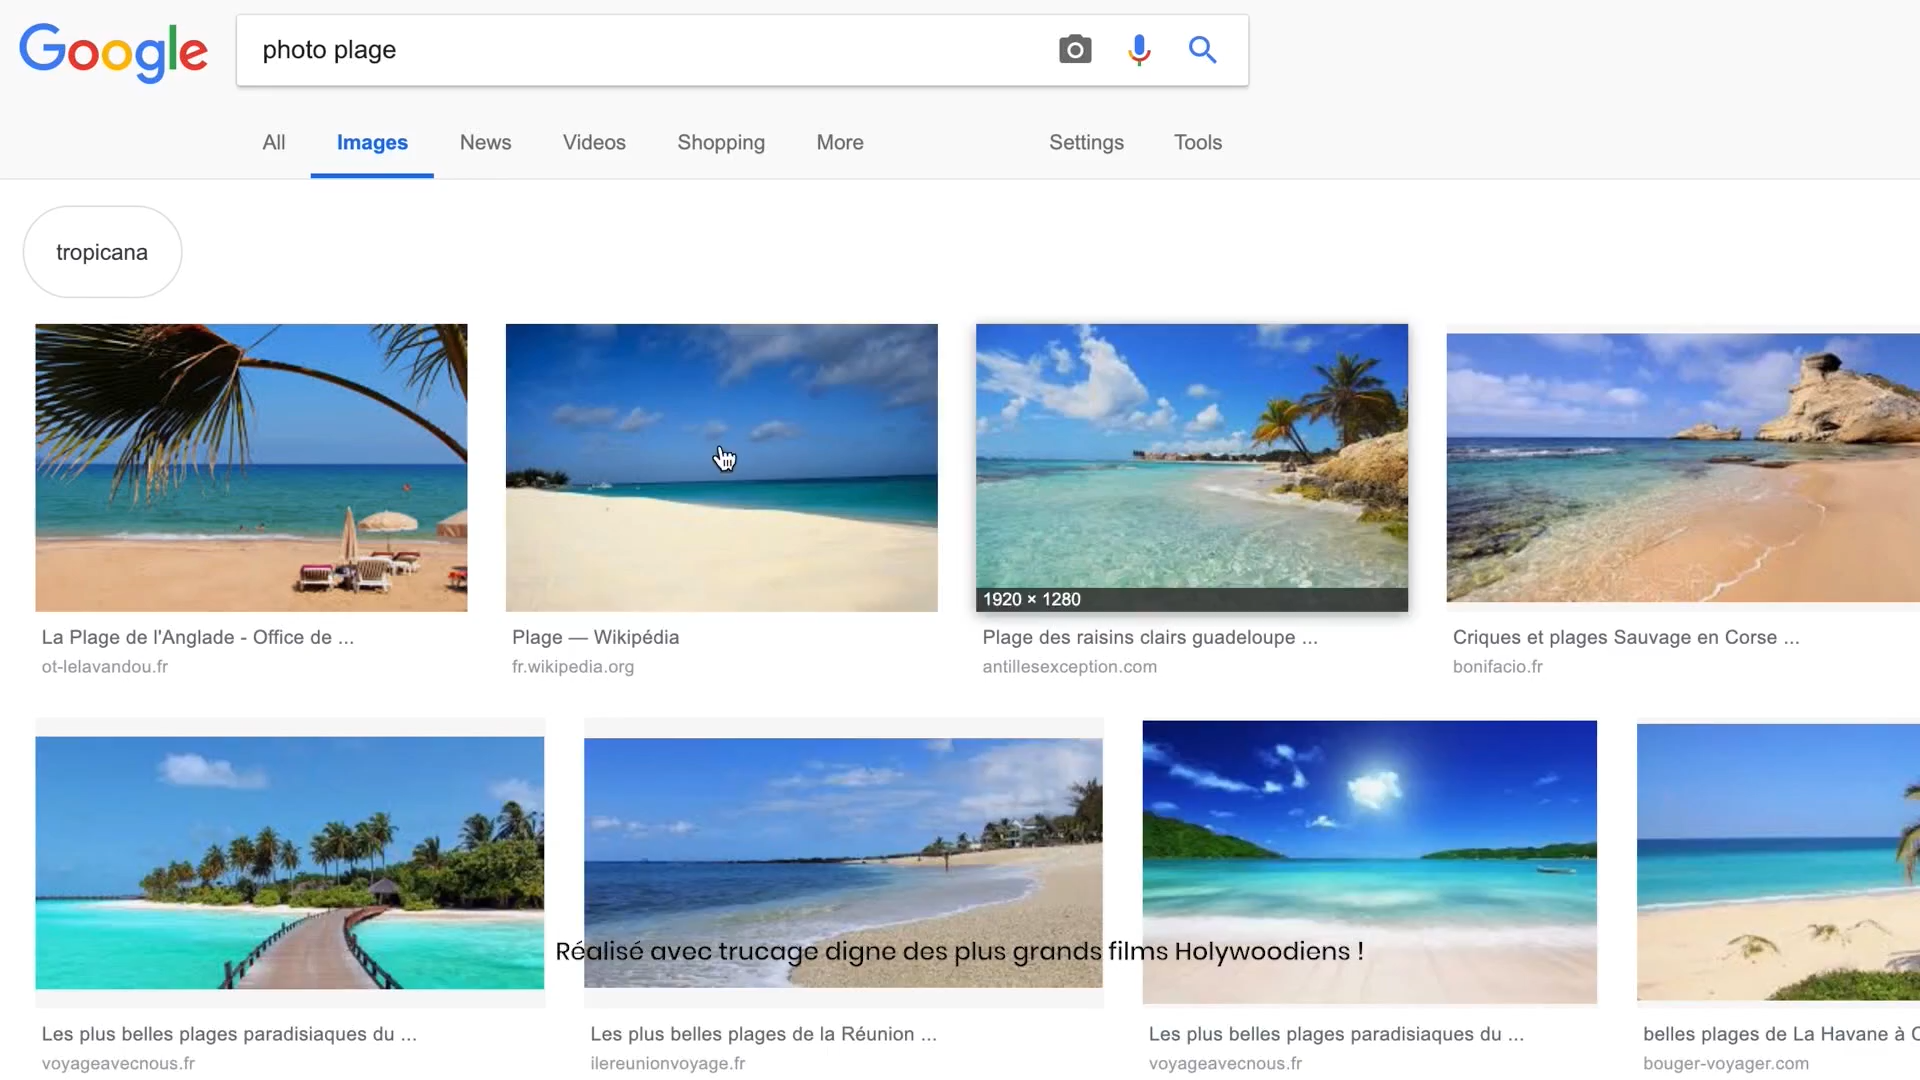 Google
photo plage
All Images News Videos Shopping More Settings Tools
tropicana
1920 × 1280
La Plage de l'Anglade - Office de ...
Plage — Wikipédia
Plage des raisins clairs guadeloupe ...
Criques et plages Sauvage en Corse ...
ot-lelavandou.fr
fr.wikipedia.org
antillesexception.com
bonifacio.fr
Réalisé avec trucage digne des plus grands films Holywoodiens !
Les plus belles plages paradisiaques du ...
Les plus belles plages de la Réunion ...
Les plus belles plages paradisiaques du ...
belles plages de La Havane à
voyageavecnous.fr
ilereunionvoyage.fr
voyageavecnous.fr
bouger-voyager.com